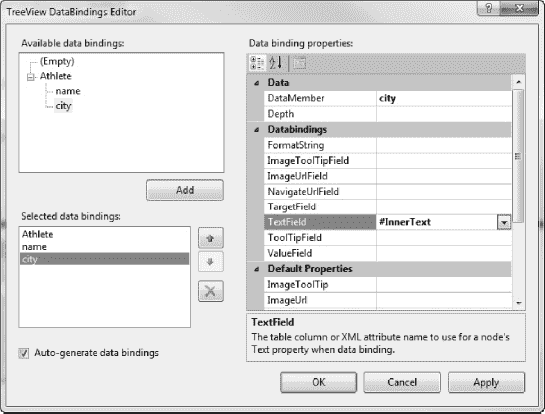 TreeView DataBindings Editor
Available data bindings:
(Empty)
Athlete
name
city
Add
Selected data bindings:
Athlete
name
city
Auto-generate data bindings
Data binding properties:
Data
DataMember city
Depth
Databindings
FormatString
ImageToolTipField
ImageUrlField
NavigateUrlField
TargetField
TextField #InnerText
ToolTipField
ValueField
Default Properties
ImageToolTip
ImageUrl
TextField
The table column or XML attribute name to use for a node's
Text property when data binding.
OK
Cancel
Apply